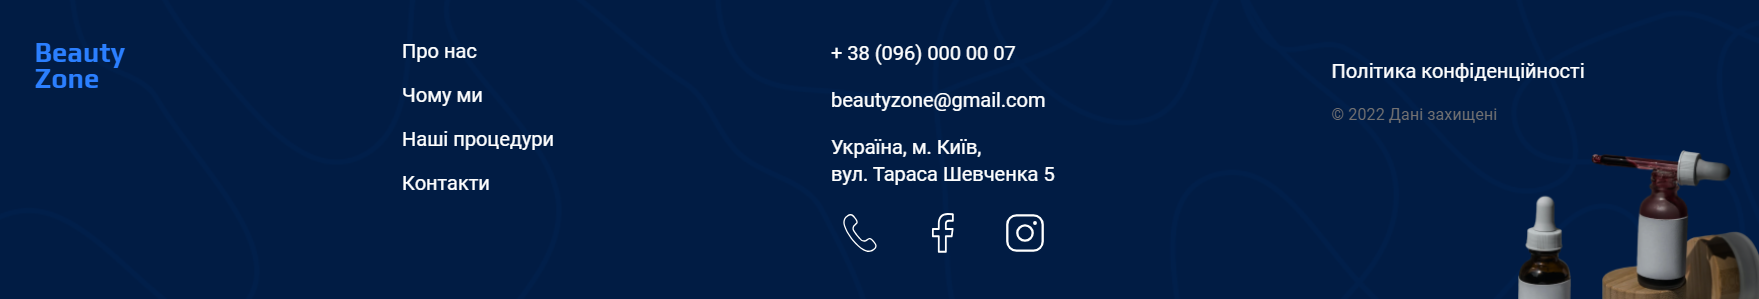 Beauty
Zone
Про нас
Чому ми
Наші процедури
Контакти
+ 38 (096) 000 00 07
beautyzone@gmail.com
Україна, м. Київ,
вул. Тараса Шевченка 5
Політика конфіденційності
© 2022 Дані захищені